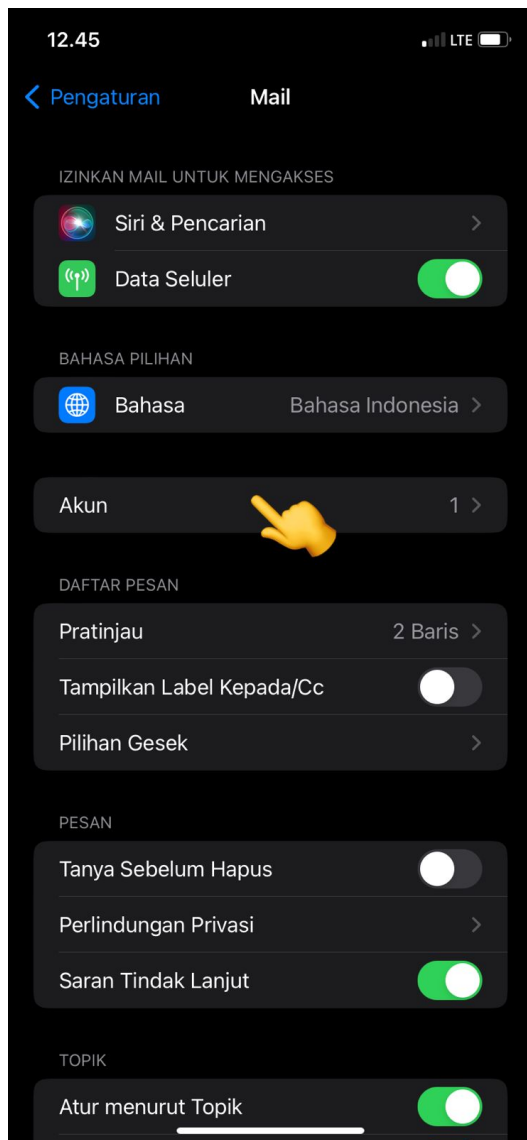 12.45
LTE
Pengaturan
Mail
IZINKAN MAIL UNTUK MENGAKSES
Siri & Pencarian
Data Seluler
BAHASA PILIHAN
Bahasa Bahasa Indonesia
Akun 1
DAFTAR PESAN
Pratinjau 2 Baris
Tampilkan Label Kepada/Cc
Pilihan Gesek
PESAN
Tanya Sebelum Hapus
Perlindungan Privasi
Saran Tindak Lanjut
TOPIK
Atur menurut Topik